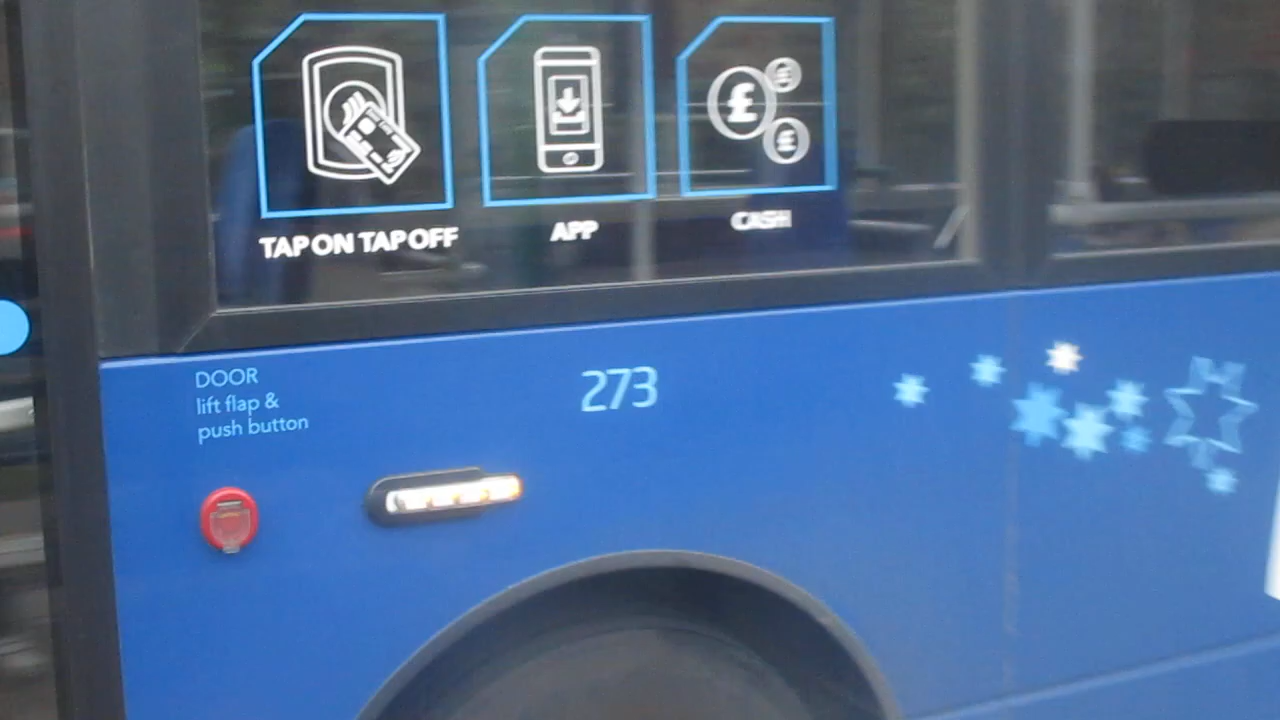 TAP ON TAP OFF
APP
CASH
DOOR
lift flap &
push button
273